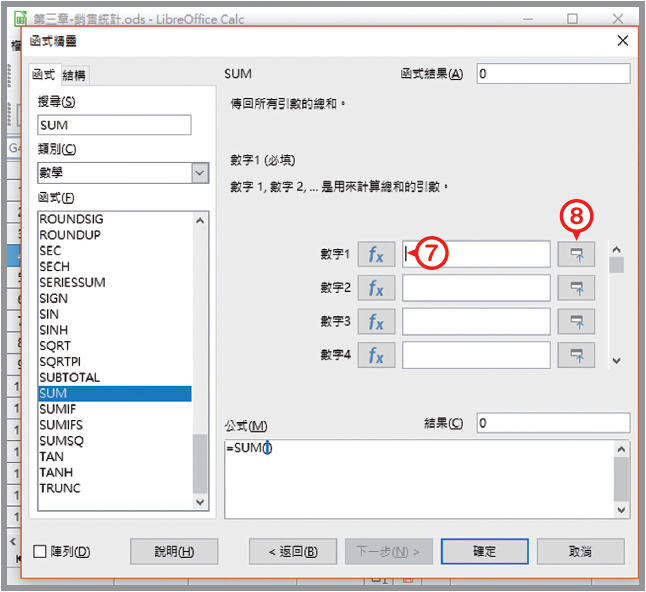 第三章-銷售統計.ods - LibreOffice Calc
函式精靈
函式 結構
搜尋(S)
SUM
類別(C)
數學
函式(F)
ROUNDSIG
ROUNDUP
SEC
SECH
SERIESSUM
SIGN
SIN
SINH
SQRT
SQRTPI
SUBTOTAL
SUM
SUMIF
SUMIFS
SUMSQ
TAN
TANH
TRUNC
SUM
函式結果(A) 0
傳回所有引數的總和。
數字1 (必填)
數字 1, 數字 2, ... 是用來計算總和的引數。
8
數字1 fx 7
數字2 fx
數字3 fx
數字4 fx
公式(M)
結果(C) 0
=SUM()
陣列(D)
說明(H)
< 返回(B)
下一步(N) >
確定
取消